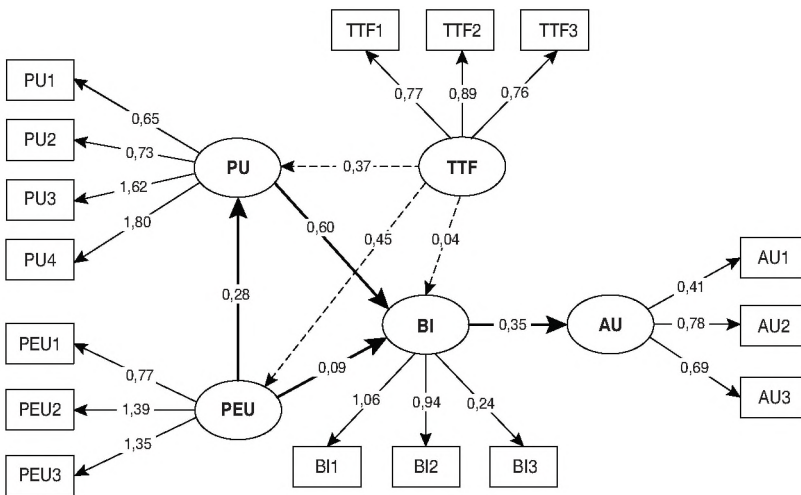 TTF1 TTF2 TTF3
PU1
0,77 0,89 0,76
0,65
PU2
0,73
PU
0,37
TTF
PU3
1,62
1,80
PU4
0,60
0,45
0,04
AU1
0,28
0,41
PEU1
BI
0,35
AU
0,78
AU2
0,77
0,09
0,69
PEU2
1,39
PEU
1,06
0,94
0,24
AU3
1,35
PEU3
BI1 BI2 BI3